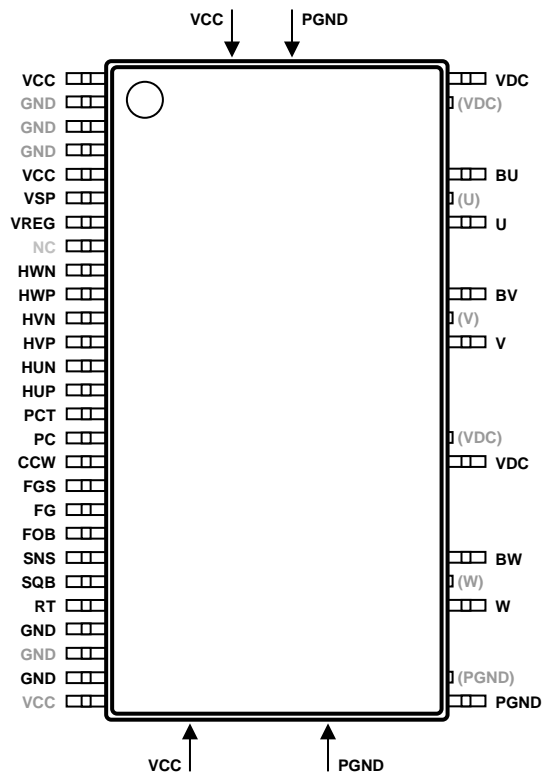 VCC PGND
VCC VDC
GND (VDC)
GND
GND
VCC BU
VSP (U)
VREG U
NC
HWN
HWP BV
HVN (V)
HVP V
HUN
HUP
PCT
PC (VDC)
CCW VDC
FGS
FG
FOB
SNS BW
SQB (W)
RT W
GND
GND
GND (PGND)
VCC PGND
VCC PGND